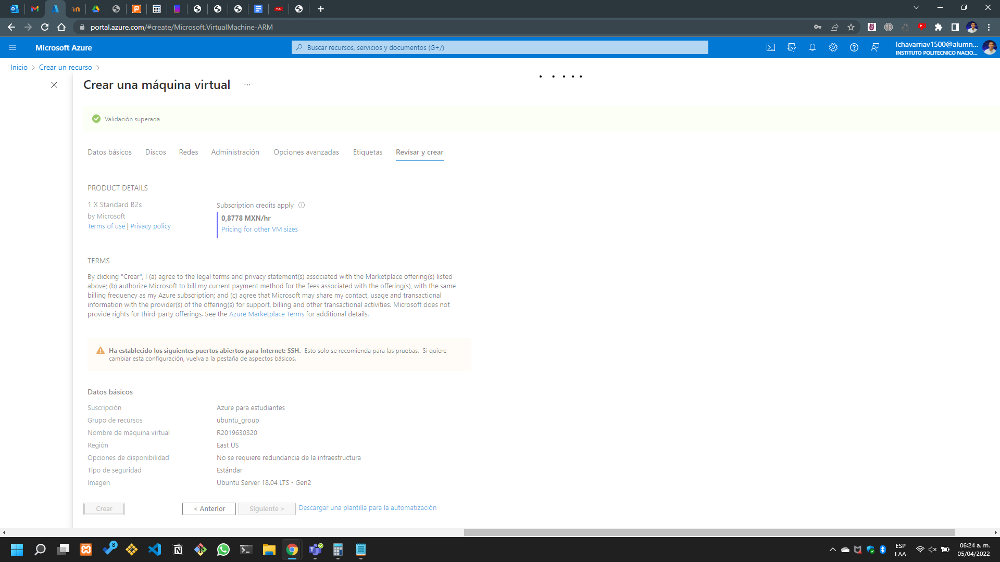 portal.azure.com/#create/Microsoft.VirtualMachine-ARM
Microsoft Azure
Buscar recursos, servicios y documentos (G+/)
lchavarriav1500@alumn...
INSTITUTO POLITECNICO NACIO...
Inicio > Crear un recurso >
Crear una máquina virtual ...
Validación superada
Datos básicos Discos Redes Administración Opciones avanzadas Etiquetas Revisar y crear
PRODUCT DETAILS
1 X Standard B2s
by Microsoft
Terms of use | Privacy policy
Subscription credits apply
0,8778 MXN/hr
Pricing for other VM sizes
TERMS
By clicking "Crear", I (a) agree to the legal terms and privacy statement(s) associated with the Marketplace offering(s) listed
above; (b) authorize Microsoft to bill my current payment method for the fees associated with the offering(s), with the same
billing frequency as my Azure subscription; and (c) agree that Microsoft may share my contact, usage and transactional
information with the provider(s) of the offering(s) for support, billing and other transactional activities. Microsoft does not
provide rights for third-party offerings. See the Azure Marketplace Terms for additional details.
Ha establecido los siguientes puertos abiertos para Internet: SSH. Esto solo se recomienda para las pruebas. Si quiere
cambiar esta configuración, vuelva a la pestaña de aspectos básicos.
Datos básicos
Suscripción Azure para estudiantes
Grupo de recursos ubuntu_group
Nombre de máquina virtual R2019630320
Región East US
Opciones de disponibilidad No se requiere redundancia de la infraestructura
Tipo de seguridad Estándar
Imagen Ubuntu Server 18.04 LTS - Gen2
Crear < Anterior Siguiente > Descargar una plantilla para la automatización
8
ESP
LAA
06:24 a. m.
05/04/2022